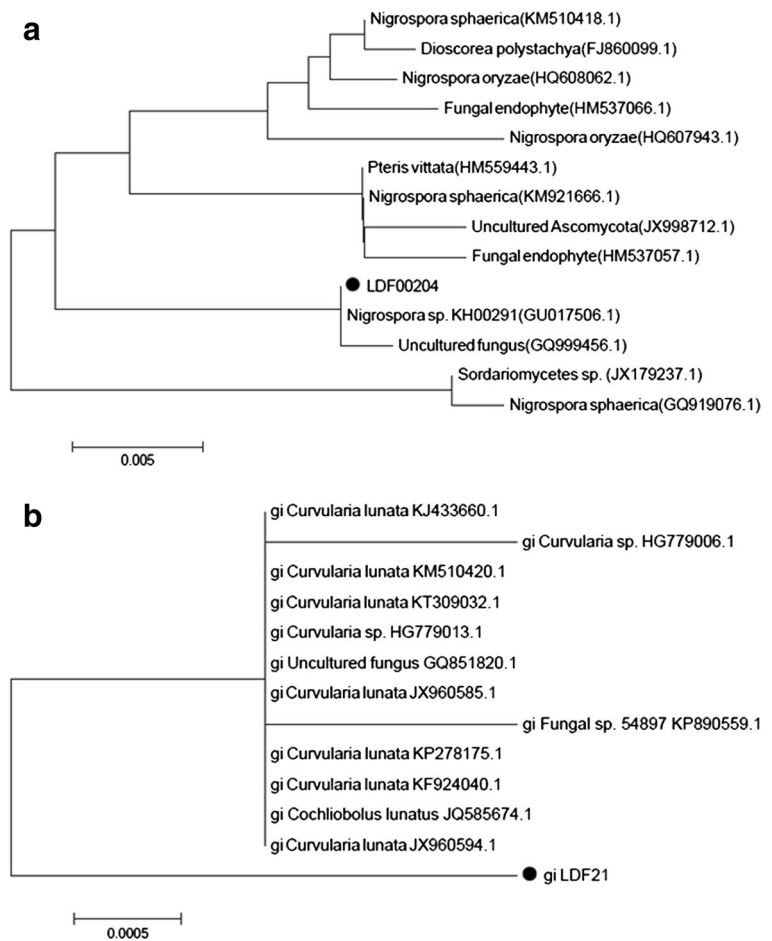 a
Nigrospora sphaerica(KM510418.1)
Dioscorea polystachya(FJ860099.1)
Nigrospora oryzae(HQ608062.1)
Fungal endophyte(HM537066.1)
Nigrospora oryzae(HQ607943.1)
Pteris vittata(HM559443.1)
Nigrospora sphaerica(KM921666.1)
Uncultured Ascomycota(JX998712.1)
Fungal endophyte(HM537057.1)
LDF00204
Nigrospora sp. KH00291(GU017506.1)
Uncultured fungus(GQ999456.1)
Sordariomycetes sp. (JX179237.1)
Nigrospora sphaerica(GQ919076.1)
0.005
b
gi Curvularia lunata KJ433660.1
gi Curvularia sp. HG779006.1
gi Curvularia lunata KM510420.1
gi Curvularia lunata KT309032.1
gi Curvularia sp. HG779013.1
gi Uncultured fungus GQ851820.1
gi Curvularia lunata JX960585.1
gi Fungal sp. 54897 KP890559.1
gi Curvularia lunata KP278175.1
gi Curvularia lunata KF924040.1
gi Cochliobolus lunatus JQ585674.1
gi Curvularia lunata JX960594.1
gi LDF21
0.0005